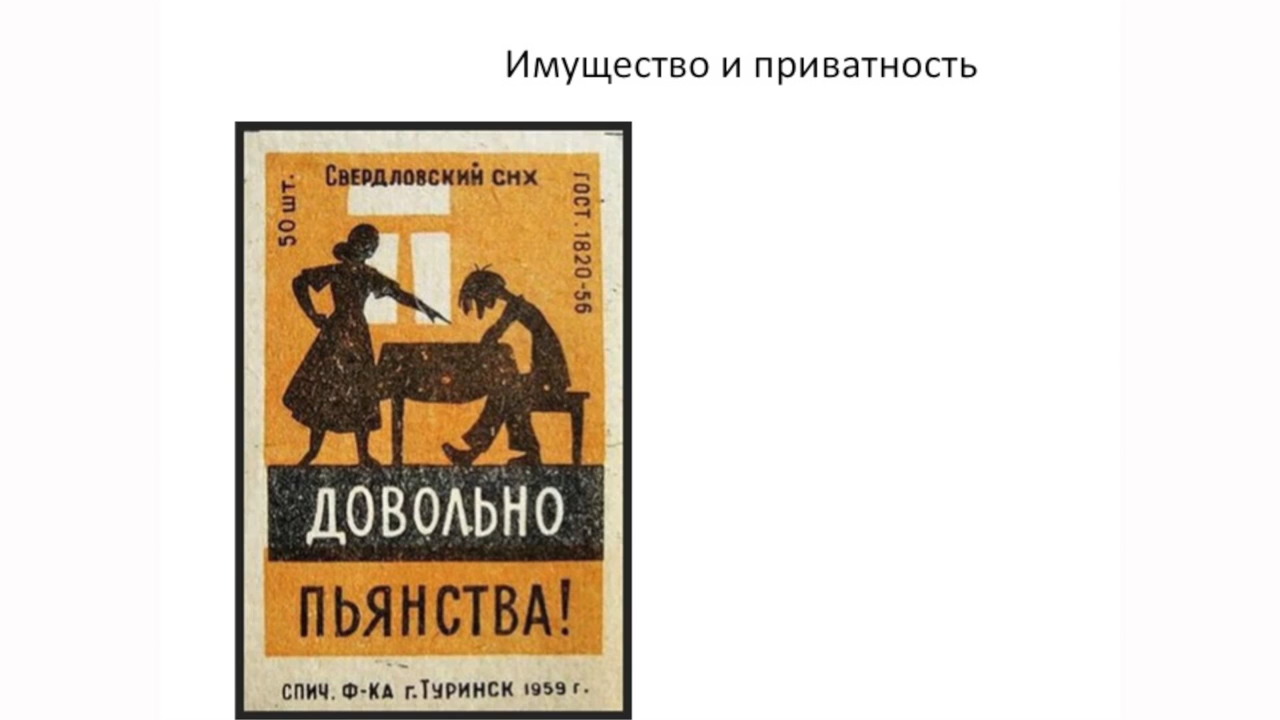 Имущество и приватность
Свердловский СНХ
50 шт.
ГОСТ. 1820-56
ДОВОЛЬНО
ПЬЯНСТВА!
СПИЧ. Ф-КА г. ТУРИНСК 1959 г.